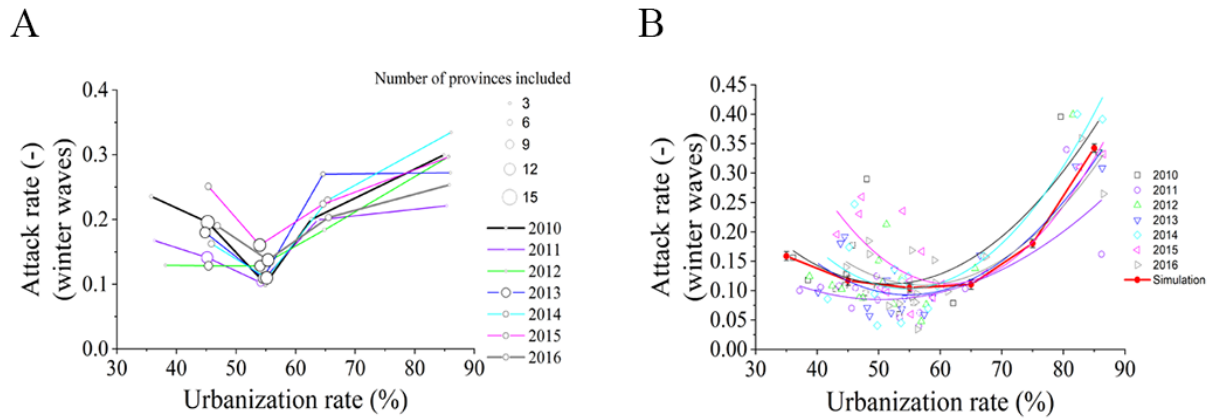 A
Number of provinces included
3
6
9
12
15
2010
2011
2012
2013
2014
2015
2016
0.4
0.3
0.2
0.1
0.0
30 40 50 60 70 80 90
Attack rate (-)
(winter waves)
Urbanization rate (%)
B
0.45
0.40
0.35
0.30
0.25
0.20
0.15
0.10
0.05
0.00
30 40 50 60 70 80 90
Attack rate (-)
(winter waves)
Urbanization rate (%)
2010
2011
2012
2013
2014
2015
2016
Simulation